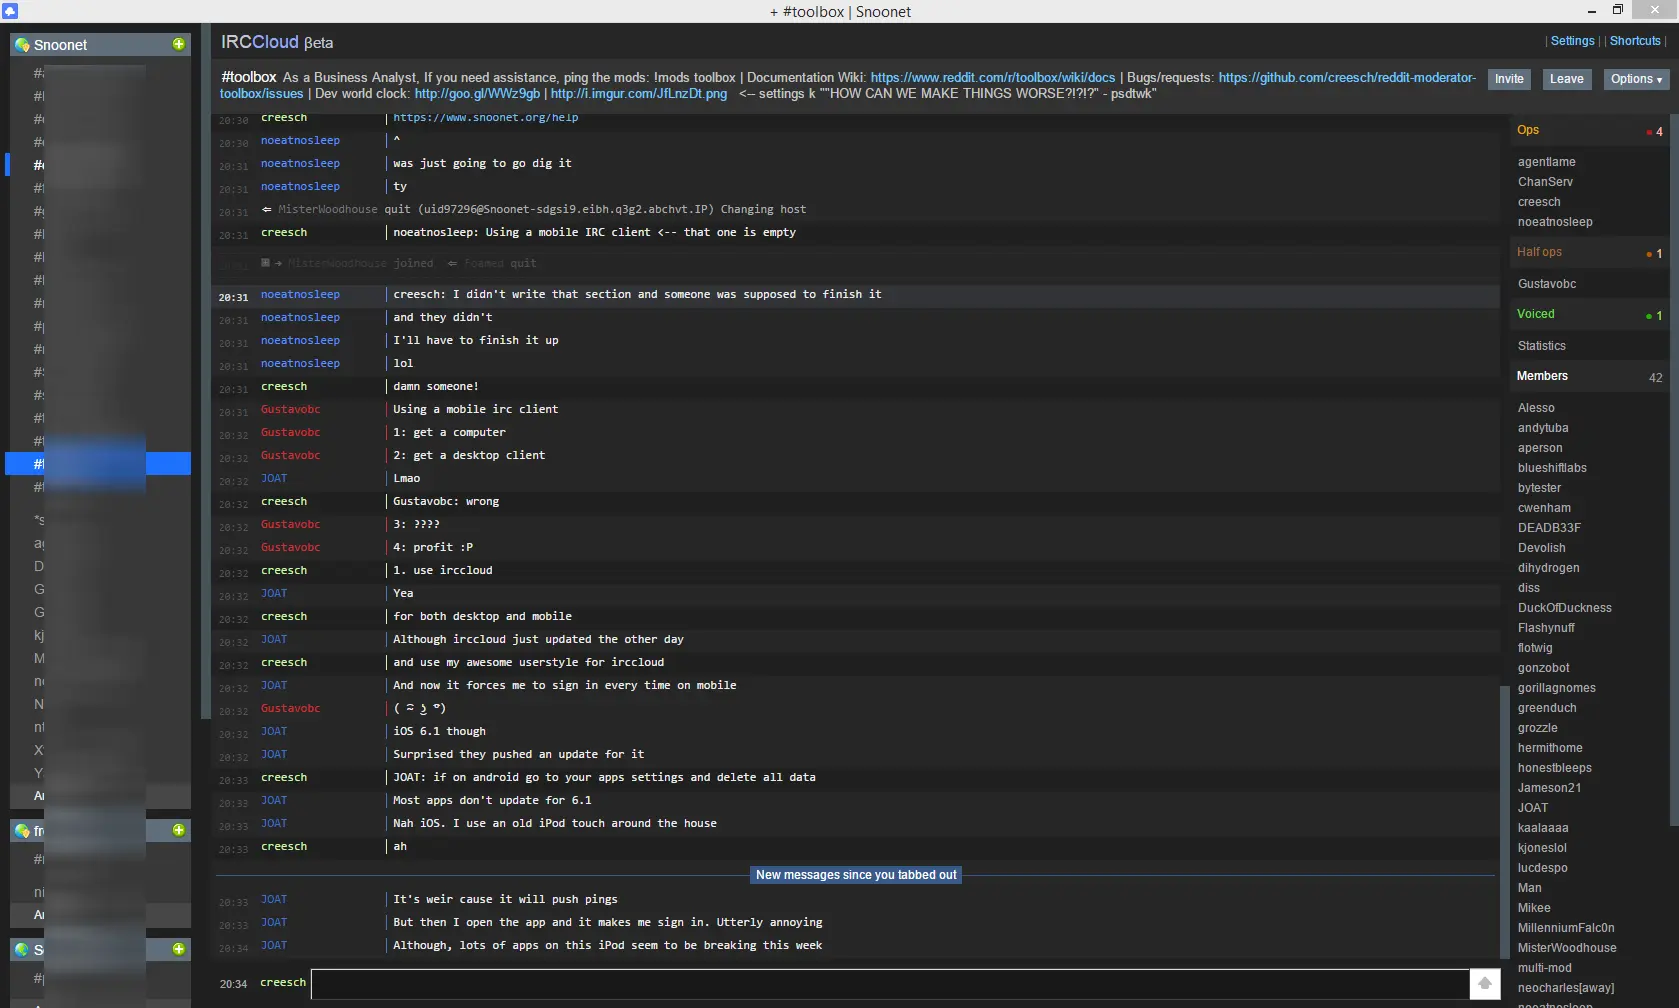 + #toolbox | Snoonet
Snoonet
IRCCloud βeta
| Settings | | Shortcuts |
#toolbox As a Business Analyst, If you need assistance, ping the mods: !mods toolbox | Documentation Wiki: https://www.reddit.com/r/toolbox/wiki/docs | Bugs/requests: https://github.com/creesch/reddit-moderator-
toolbox/issues | Dev world clock: http://goo.gl/WWz9gb | http://i.imgur.com/JfLnzDt.png <-- settings k ""HOW CAN WE MAKE THINGS WORSE?!?!?" - psdtwk"
Invite Leave Options ▾
20:30 creesch | https://www.snoonet.org/help
20:30 noeatnosleep | ^
20:31 noeatnosleep | was just going to go dig it
20:31 noeatnosleep | ty
20:31 ⇐ MisterWoodhouse quit (uid97296@Snoonet-sdgsi9.eibh.q3g2.abchvt.IP) Changing host
20:31 creesch | noeatnosleep: Using a mobile IRC client <-- that one is empty
20:31 ⊞ → MisterWoodhouse joined ⇐ Foamed quit
20:31 noeatnosleep | creesch: I didn't write that section and someone was supposed to finish it
20:31 noeatnosleep | and they didn't
20:31 noeatnosleep | I'll have to finish it up
20:31 noeatnosleep | lol
20:31 creesch | damn someone!
20:31 Gustavobc | Using a mobile irc client
20:32 Gustavobc | 1: get a computer
20:32 Gustavobc | 2: get a desktop client
20:32 JOAT | Lmao
20:32 creesch | Gustavobc: wrong
20:32 Gustavobc | 3: ????
20:32 Gustavobc | 4: profit :P
20:32 creesch | 1. use irccloud
20:32 JOAT | Yea
20:32 creesch | for both desktop and mobile
20:32 JOAT | Although irccloud just updated the other day
20:32 creesch | and use my awesome userstyle for irccloud
20:32 JOAT | And now it forces me to sign in every time on mobile
20:32 Gustavobc
20:32 JOAT | iOS 6.1 though
20:32 JOAT | Surprised they pushed an update for it
20:33 creesch | JOAT: if on android go to your apps settings and delete all data
20:33 JOAT | Most apps don't update for 6.1
20:33 JOAT | Nah iOS. I use an old iPod touch around the house
20:33 creesch | ah
New messages since you tabbed out
20:33 JOAT | It's weir cause it will push pings
20:33 JOAT | But then I open the app and it makes me sign in. Utterly annoying
20:34 JOAT | Although, lots of apps on this iPod seem to be breaking this week
20:34 creesch
Ops 4
agentlame
ChanServ
creesch
noeatnosleep
Half ops 1
Gustavobc
Voiced 1
Statistics
Members 42
Alesso
andytuba
aperson
blueshiftlabs
bytester
cwenham
DEADB33F
Devolish
dihydrogen
diss
DuckOfDuckness
Flashynuff
flotwig
gonzobot
gorillagnomes
greenduch
grozzle
hermithome
honestbleeps
Jameson21
JOAT
kaalaaaa
kjoneslol
lucdespo
Man
Mikee
MillenniumFalc0n
MisterWoodhouse
multi-mod
neocharles[away]
noeatnosleep